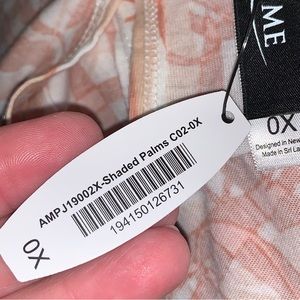 AMPJ19002X-Shaded Palms C02-0X
194150126731
0X
ME
0X
Designed in New
Made in Sri La